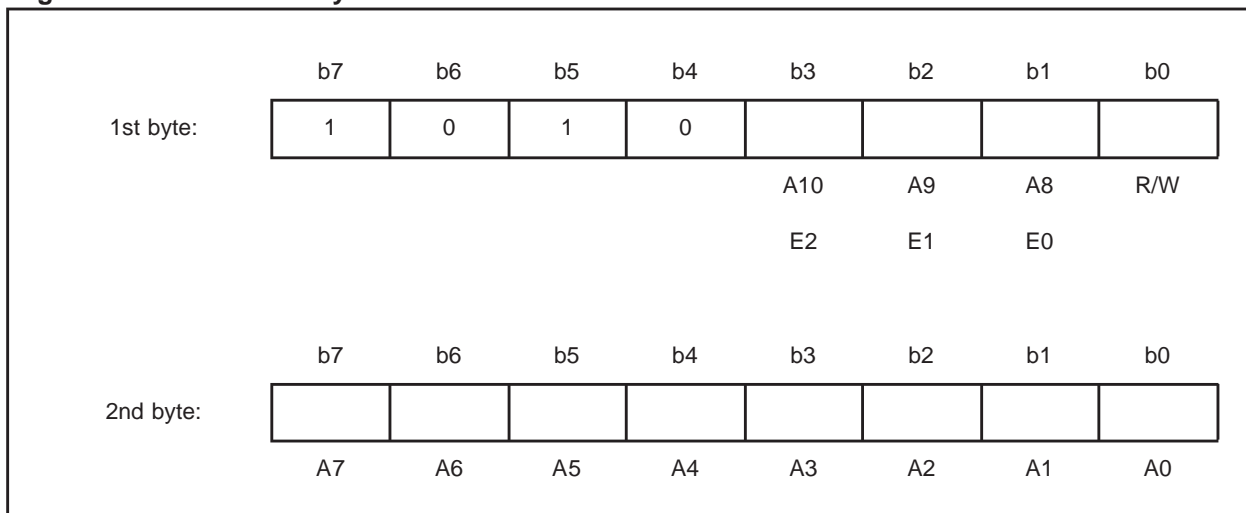 b7 b6 b5 b4 b3 b2 b1 b0
1st byte: 1 0 1 0
A10 A9 A8 R/W
E2 E1 E0
b7 b6 b5 b4 b3 b2 b1 b0
2nd byte:
A7 A6 A5 A4 A3 A2 A1 A0